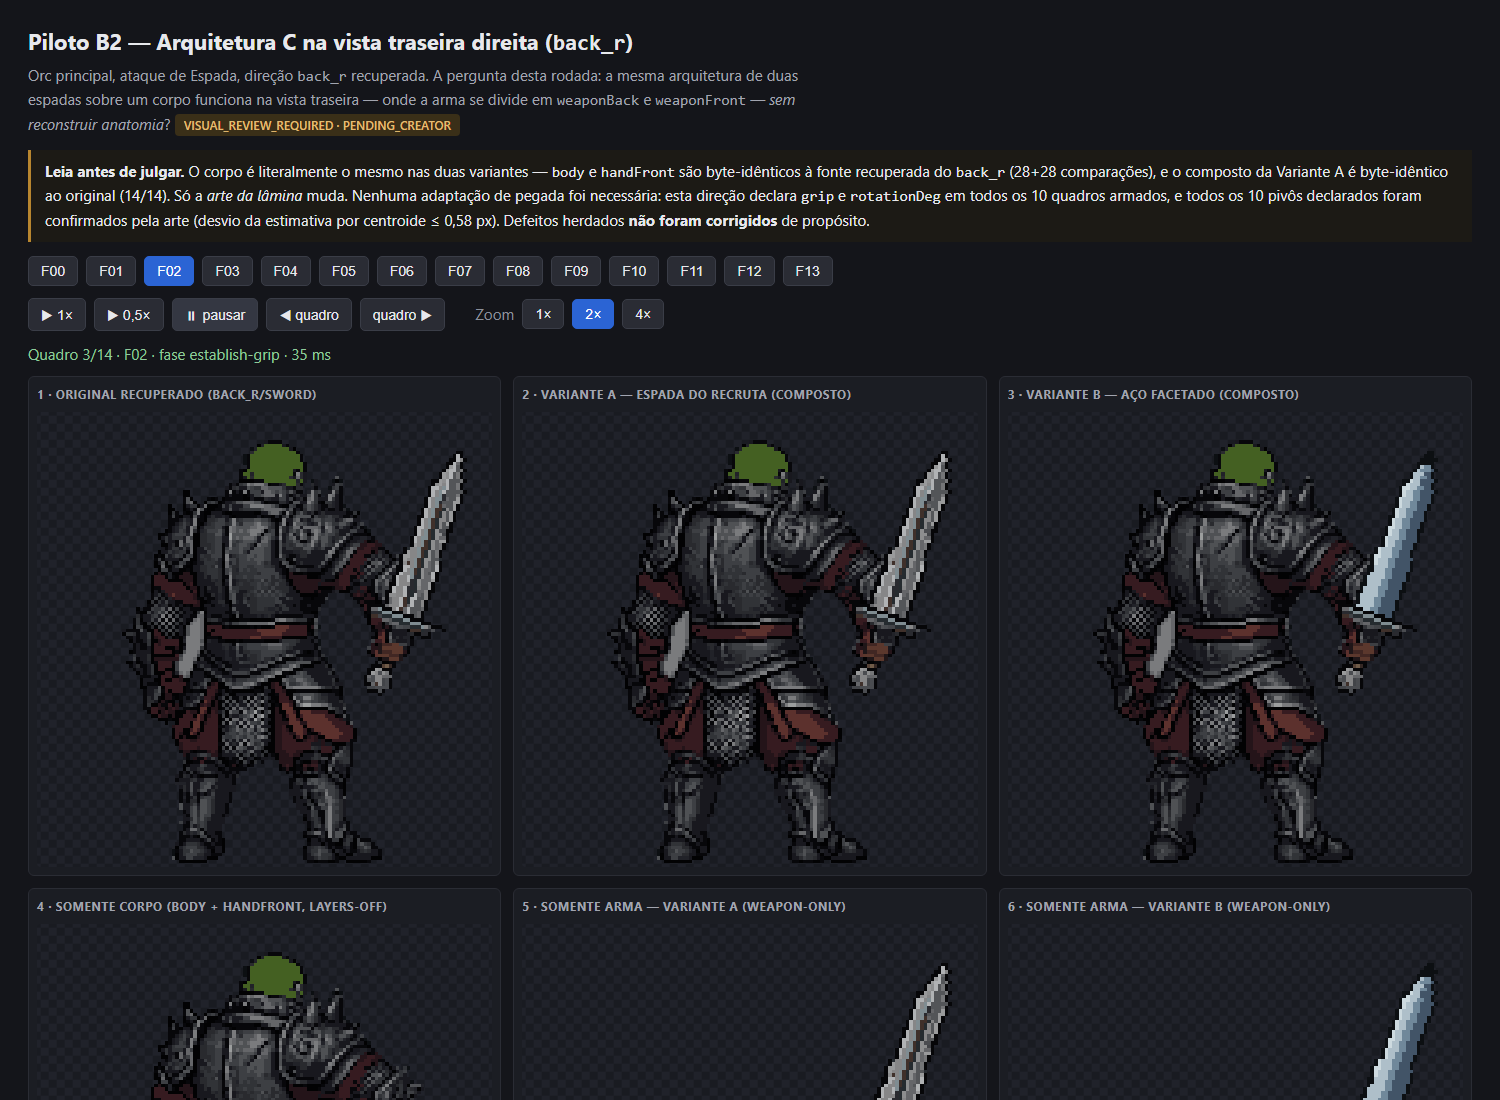 Piloto B2 — Arquitetura C na vista traseira direita (back_r)
Orc principal, ataque de Espada, direção back_r recuperada. A pergunta desta rodada: a mesma arquitetura de duas
espadas sobre um corpo funciona na vista traseira — onde a arma se divide em weaponBack e weaponFront — sem
reconstruir anatomia? VISUAL_REVIEW_REQUIRED · PENDING_CREATOR
Leia antes de julgar. O corpo é literalmente o mesmo nas duas variantes — body e handFront são byte-idênticos à fonte recuperada do back_r (28+28 comparações), e o composto da Variante A é byte-idêntico
ao original (14/14). Só a arte da lâmina muda. Nenhuma adaptação de pegada foi necessária: esta direção declara grip e rotationDeg em todos os 10 quadros armados, e todos os 10 pivôs declarados foram
confirmados pela arte (desvio da estimativa por centroide ≤ 0,58 px). Defeitos herdados não foram corrigidos de propósito.
F00 F01 F02 F03 F04 F05 F06 F07 F08 F09 F10 F11 F12 F13
▶ 1× ▶ 0,5× ⏸ pausar ◀ quadro quadro ▶ Zoom 1× 2× 4×
Quadro 3/14 · F02 · fase establish-grip · 35 ms
1 · ORIGINAL RECUPERADO (BACK_R/SWORD)
2 · VARIANTE A — ESPADA DO RECRUTA (COMPOSTO)
3 · VARIANTE B — AÇO FACETADO (COMPOSTO)
4 · SOMENTE CORPO (BODY + HANDFRONT, LAYERS-OFF)
5 · SOMENTE ARMA — VARIANTE A (WEAPON-ONLY)
6 · SOMENTE ARMA — VARIANTE B (WEAPON-ONLY)